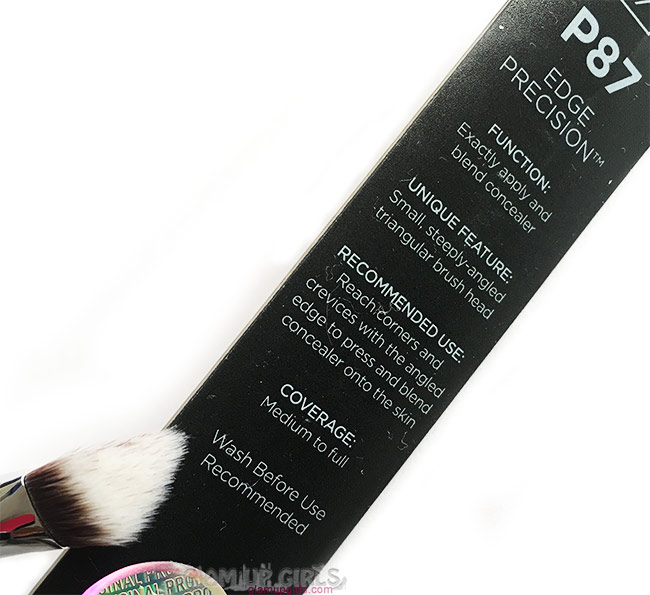 P87
EDGE
PRECISION™
FUNCTION:
Exactly apply and
blend concealer
UNIQUE FEATURE:
Small, steeply-angled
triangular brush head
RECOMMENDED USE:
Reach corners and
crevices with the angled
edge to press and blend
concealer onto the skin
COVERAGE:
Medium to full
Wash Before Use
Recommended
GLAM UP GIRLS